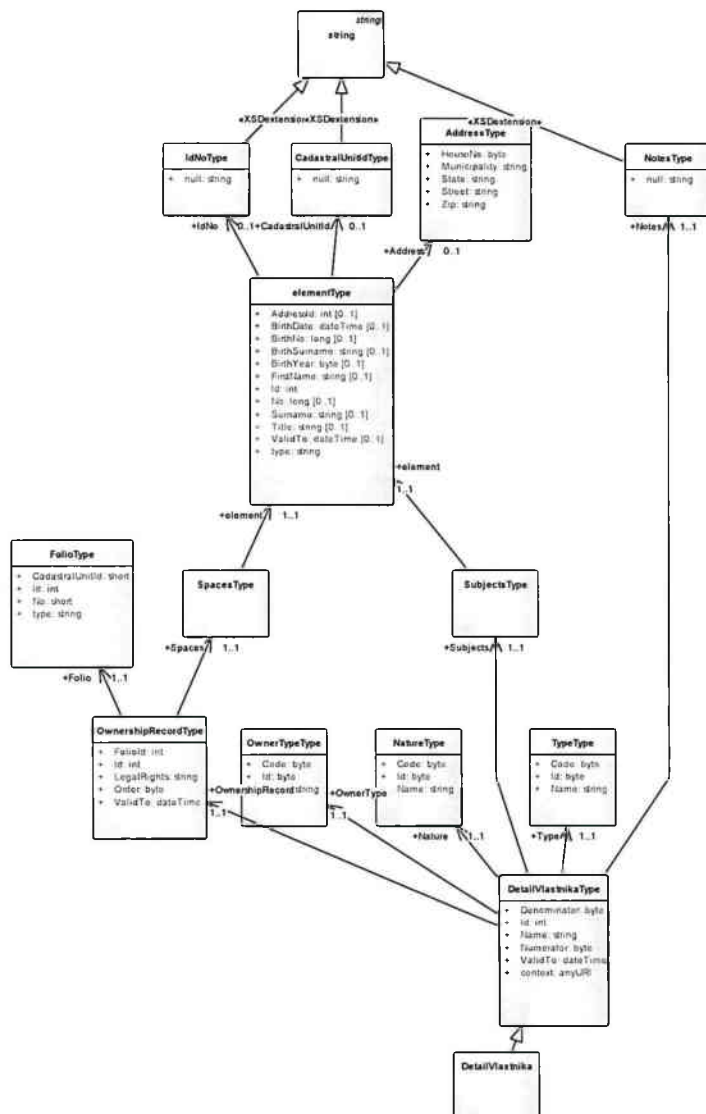 string
string
«XSDextension»
«XSDextension»
«XSDextension»
IdNoType
+ null: string
CadastralUnitIdType
+ null: string
AddressType
+ HouseNo: byte
+ Municipality: string
+ State: string
+ Street: string
+ Zip: string
NotesType
+ null: string
+IdNo
0..1
+CadastralUnitId
0..1
+Address
0..1
+Notes
1..1
elementType
+ AddressId: int [0..1]
+ BirthDate: dateTime [0..1]
+ BirthNo: long [0..1]
+ BirthSurname: string [0..1]
+ BirthYear: byte [0..1]
+ FirstName: string [0..1]
+ Id: int
+ No: long [0..1]
+ Surname: string [0..1]
+ Title: string [0..1]
+ ValidTo: dateTime [0..1]
+ type: string
+element
1..1
+element
1..1
FolioType
+ CadastralUnitId: short
+ Id: int
+ No: short
+ type: string
SpacesType
SubjectsType
+Folio
1..1
+Spaces
1..1
+Subjects
1..1
OwnershipRecordType
+ FolioId: int
+ Id: int
+ LegalRights: string
+ Order: byte
+ ValidTo: dateTime
OwnerTypeType
+ Code: byte
+ Id: byte
string
NatureType
+ Code: byte
+ Id: byte
Name: string
TypeType
+ Code: byte
+ Id: byte
+ Name: string
+OwnershipRecord
1..1
+OwnerType
1..1
+Nature
1..1
+Type
1..1
DetailVlastnikaType
+ Denominator: byte
+ Id: int
+ Name: string
+ Numerator: byte
+ ValidTo: dateTime
+ context: anyURI
DetailVlastnika